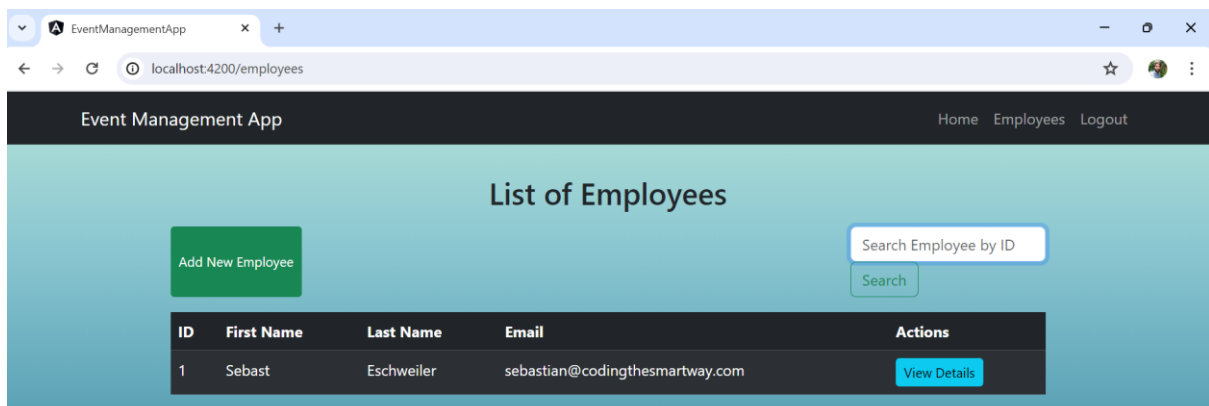 EventManagementApp
localhost:4200/employees
Event Management App Home Employees Logout
List of Employees
Add New Employee
Search Employee by ID
Search
ID First Name Last Name Email Actions
1 Sebast Eschweiler sebastian@codingthesmartway.com View Details